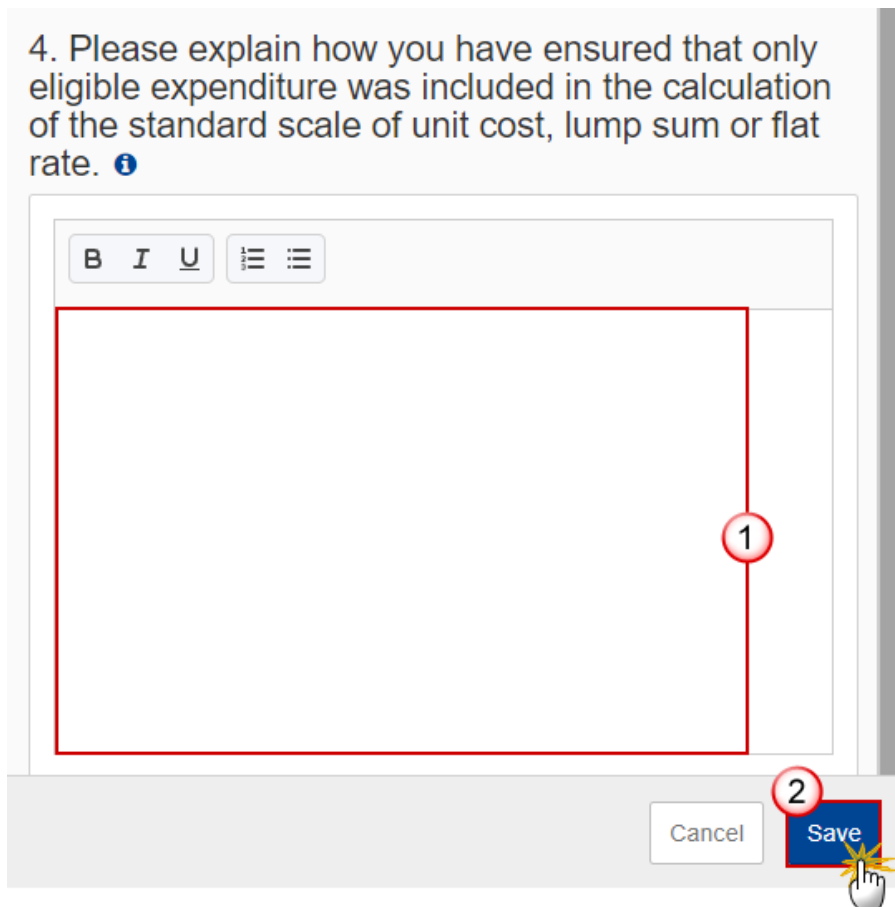 4. Please explain how you have ensured that only
eligible expenditure was included in the calculation
of the standard scale of unit cost, lump sum or flat
rate.
B I U
1
2
Cancel Save